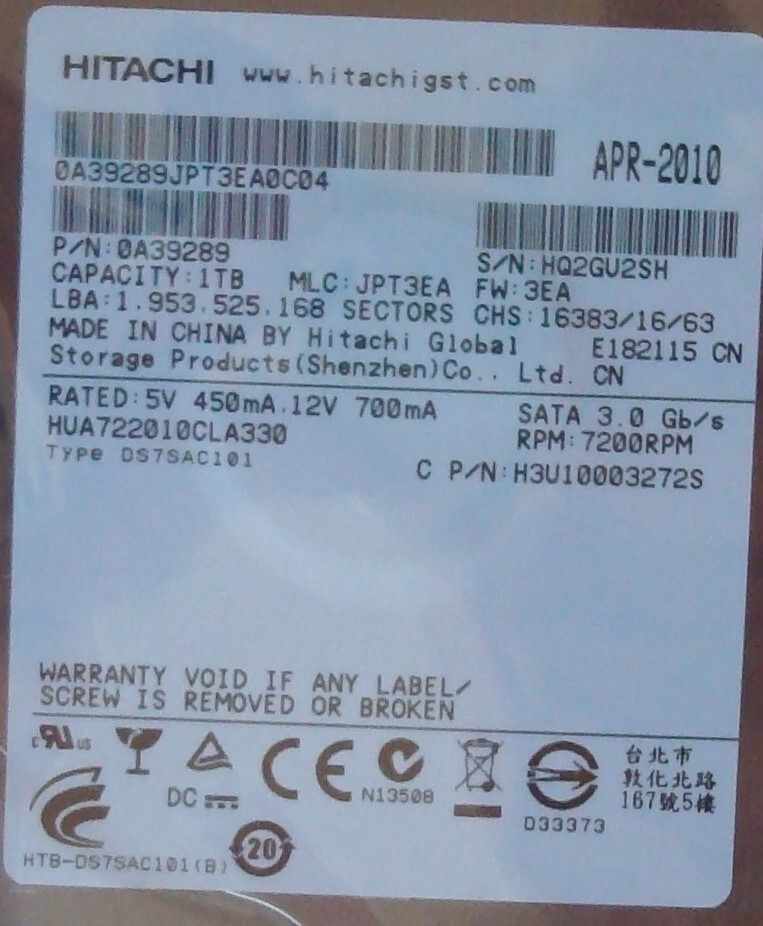 HITACHI www.hitachigst.com
APR-2010
0A39289JPT3EA0C04
P/N:0A39289
S/N:HQ2GU2SH
CAPACITY:1TB MLC:JPT3EA FW:3EA
LBA:1.953.525.168 SECTORS CHS:16383/16/63
MADE IN CHINA BY Hitachi Global E182115 CN
Storage Products(Shenzhen)Co.. Ltd. CN
RATED:5V 450mA.12V 700mA SATA 3.0 Gb/s
HUA722010CLA330 RPM:7200RPM
Type DS7SAC101
C P/N:H3U10003272S
WARRANTY VOID IF ANY LABEL/
SCREW IS REMOVED OR BROKEN
c RU us
CE
DC
N13508
D33373
台北市
敦化北路
167號5樓
20
HTB-DS7SAC101(B)